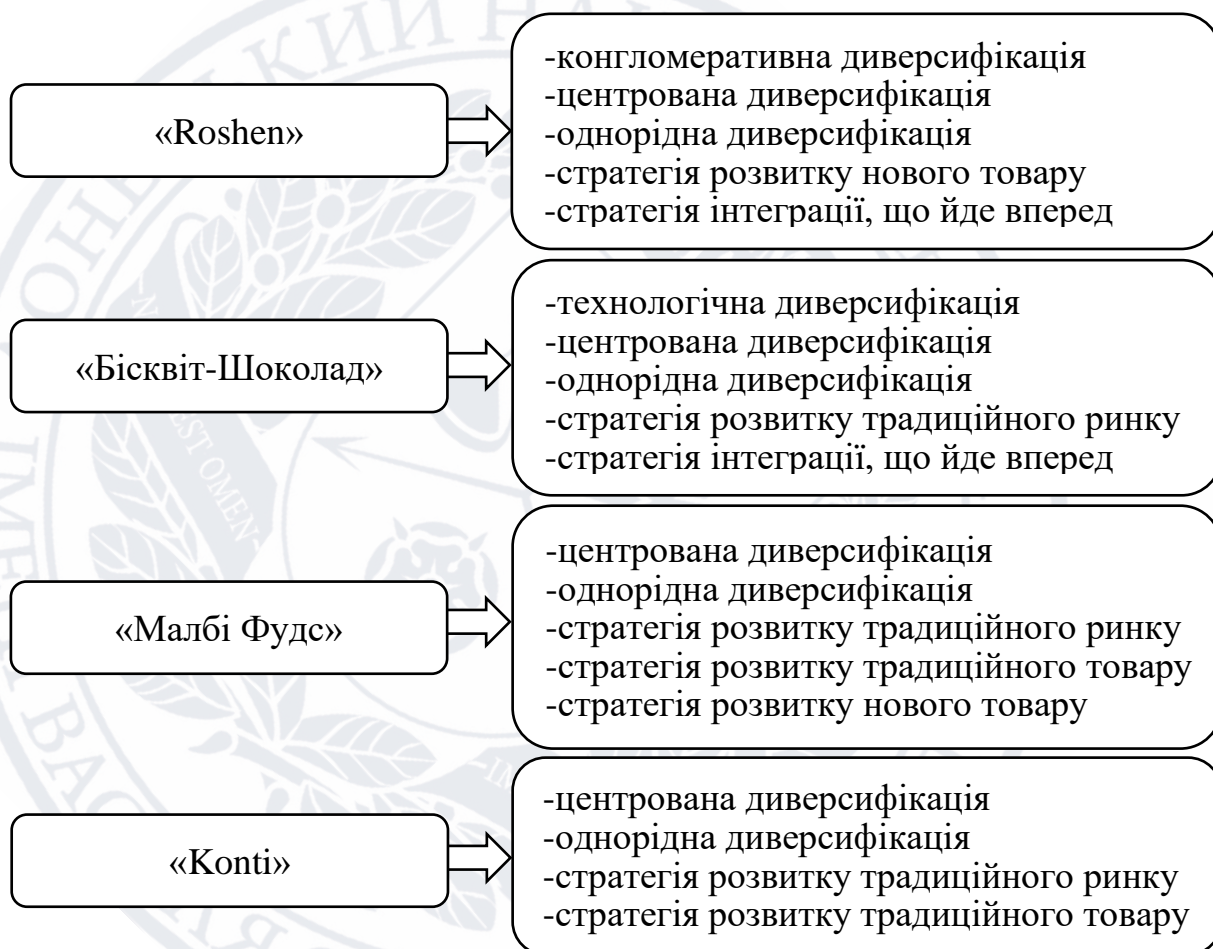 «Roshen»
-конгломеративна диверсифікація
-центрована диверсифікація
-однорідна диверсифікація
-стратегія розвитку нового товару
-стратегія інтеграції, що йде вперед
«Бісквіт-Шоколад»
-технологічна диверсифікація
-центрована диверсифікація
-однорідна диверсифікація
-стратегія розвитку традиційного ринку
-стратегія інтеграції, що йде вперед
«Малбі Фудс»
-центрована диверсифікація
-однорідна диверсифікація
-стратегія розвитку традиційного ринку
-стратегія розвитку традиційного товару
-стратегія розвитку нового товару
«Konti»
-центрована диверсифікація
-однорідна диверсифікація
-стратегія розвитку традиційного ринку
-стратегія розвитку традиційного товару